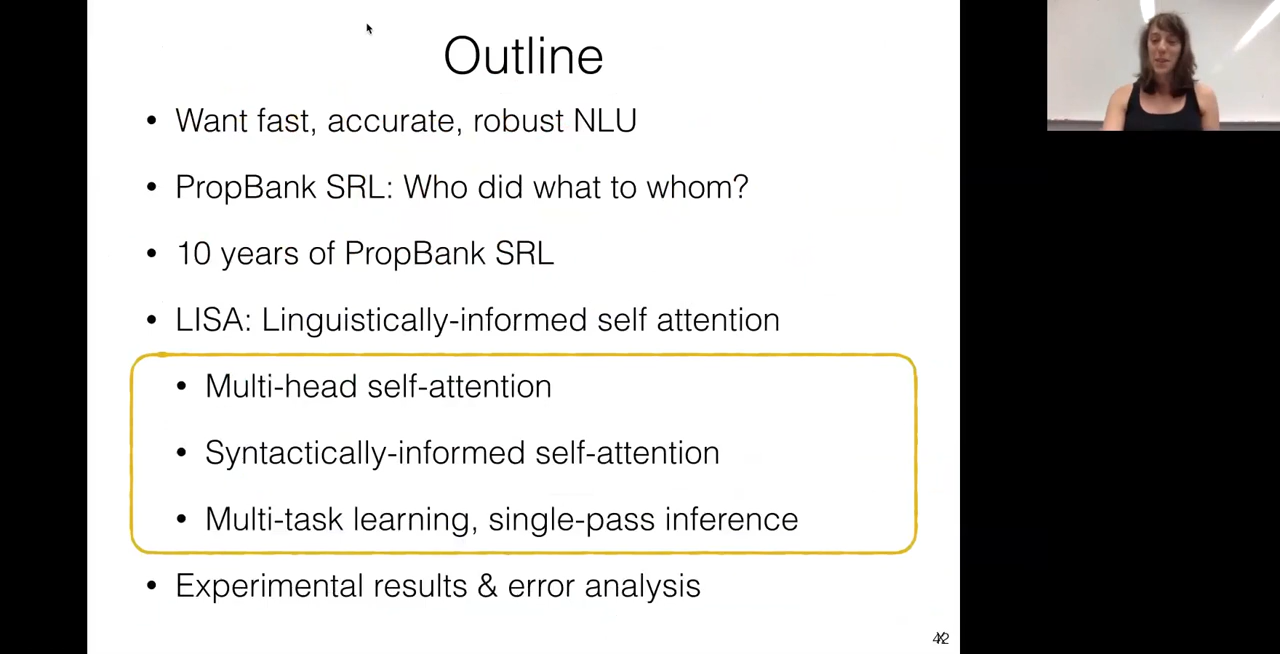 Outline
• Want fast, accurate, robust NLU
• PropBank SRL: Who did what to whom?
• 10 years of PropBank SRL
• LISA: Linguistically-informed self attention
• Multi-head self-attention
• Syntactically-informed self-attention
• Multi-task learning, single-pass inference
• Experimental results & error analysis